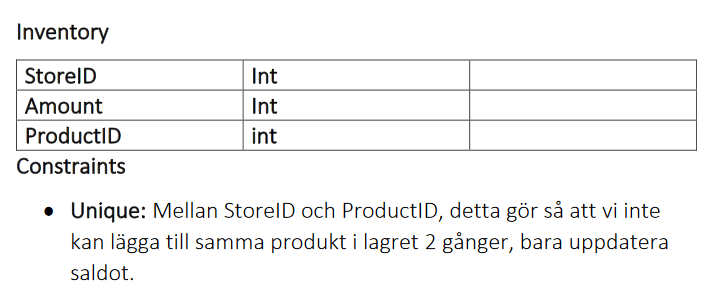 Inventory
StoreID Int
Amount Int
ProductID int
Constraints
• Unique: Mellan StoreID och ProductID, detta gör så att vi inte
kan lägga till samma produkt i lagret 2 gånger, bara uppdatera
saldot.